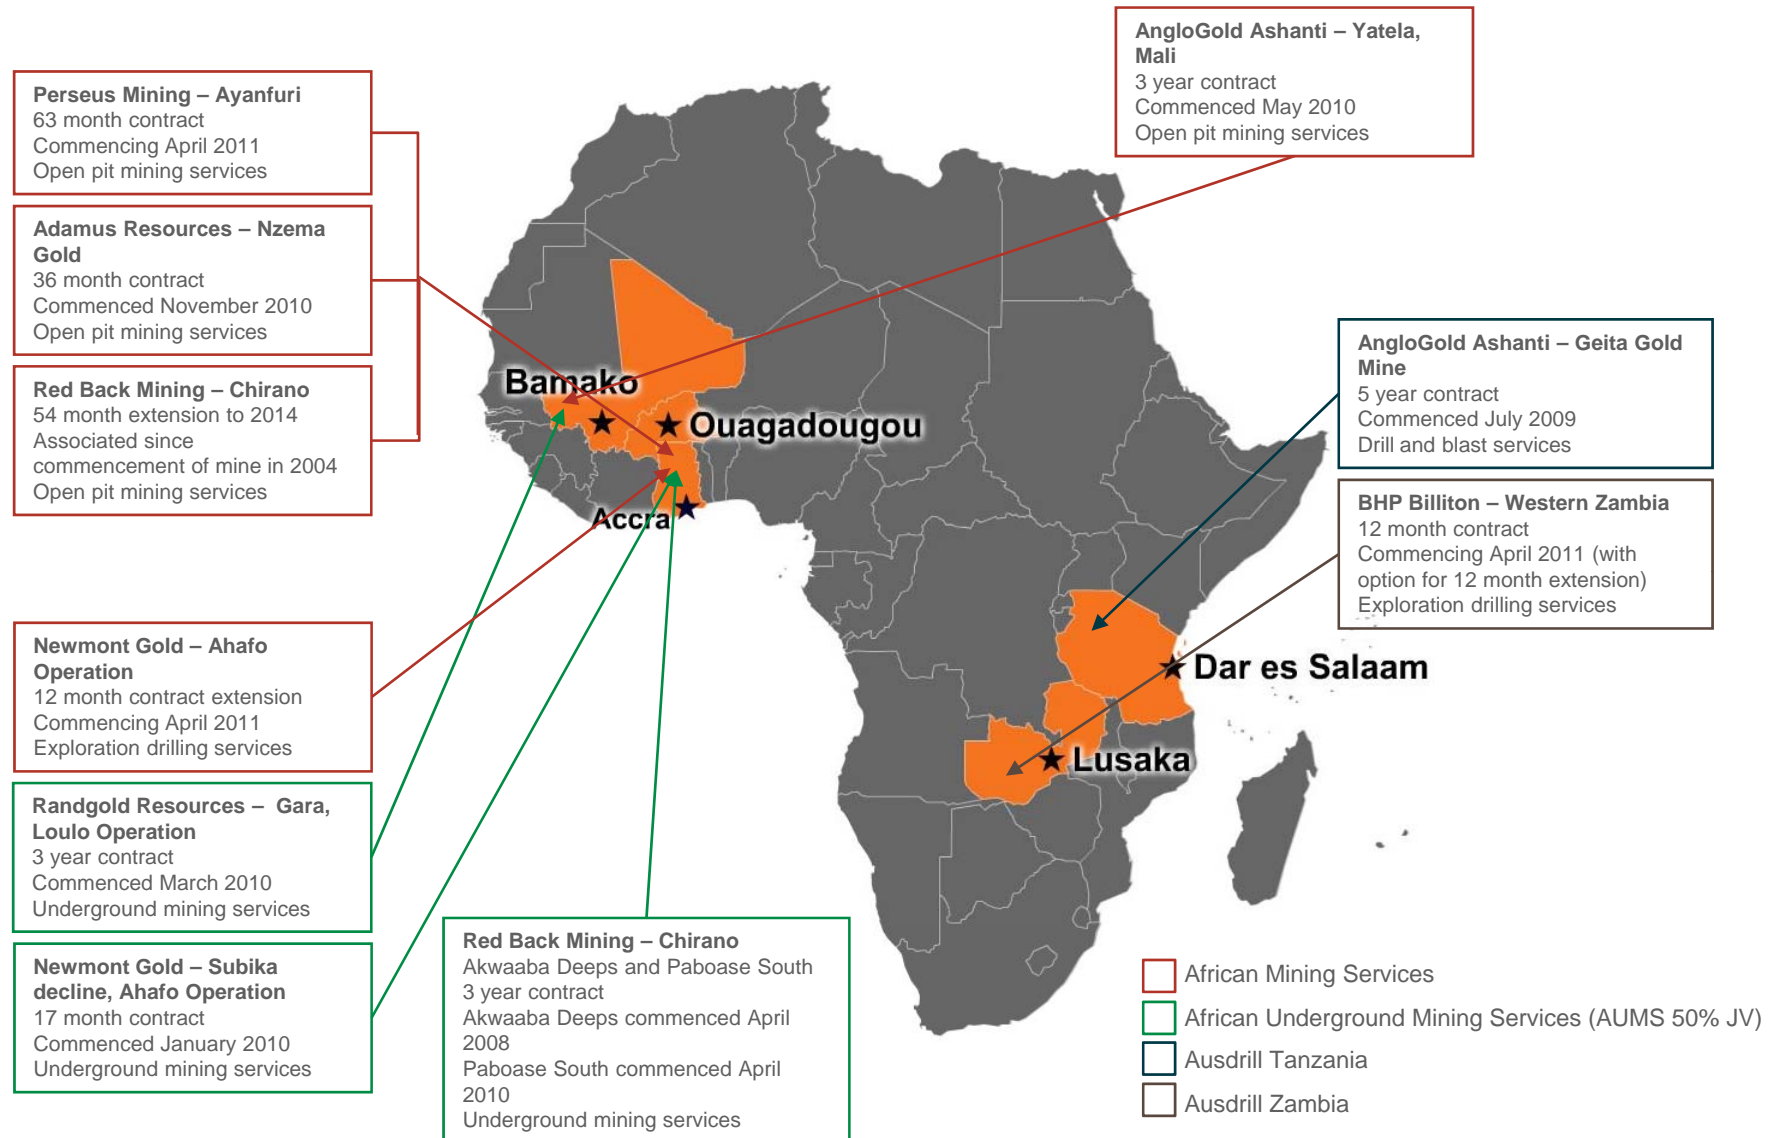 Perseus Mining – Ayanfuri
63 month contract
Commencing April 2011
Open pit mining services
Adamus Resources – Nzema
Gold
36 month contract
Commenced November 2010
Open pit mining services
Red Back Mining – Chirano
54 month extension to 2014
Associated since
commencement of mine in 2004
Open pit mining services
Newmont Gold – Ahafo
Operation
12 month contract extension
Commencing April 2011
Exploration drilling services
Randgold Resources –  Gara,
Loulo Operation
3 year contract
Commenced March 2010
Underground mining services
Newmont Gold – Subika
decline, Ahafo Operation
17 month contract
Commenced January 2010
Underground mining services
Red Back Mining – Chirano
Akwaaba Deeps and Paboase South
3 year contract
Akwaaba Deeps commenced April
2008
Paboase South commenced April
2010
Underground mining services
Bamako
Ouagadougou
Accra
Dar es Salaam
Lusaka
AngloGold Ashanti – Yatela,
Mali
3 year contract
Commenced May 2010
Open pit mining services
AngloGold Ashanti – Geita Gold
Mine
5 year contract
Commenced July 2009
Drill and blast services
BHP Billiton – Western Zambia
12 month contract
Commencing April 2011 (with
option for 12 month extension)
Exploration drilling services
African Mining Services
African Underground Mining Services (AUMS 50% JV)
Ausdrill Tanzania
Ausdrill Zambia